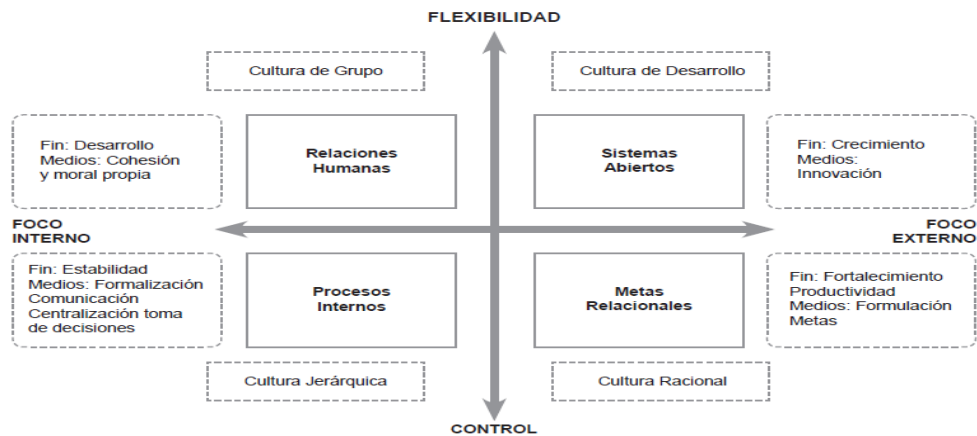 FLEXIBILIDAD
Cultura de Grupo
Cultura de Desarrollo
Fin: Desarrollo
Medios: Cohesión
y moral propia
Relaciones
Humanas
Sistemas
Abiertos
Fin: Crecimiento
Medios:
Innovación
FOCO
INTERNO
FOCO
EXTERNO
Fin: Estabilidad
Medios: Formalización
Comunicación
Centralización toma
de decisiones
Procesos
Internos
Metas
Relacionales
Fin: Fortalecimiento
Productividad
Medios: Formulación
Metas
Cultura Jerárquica
Cultura Racional
CONTROL